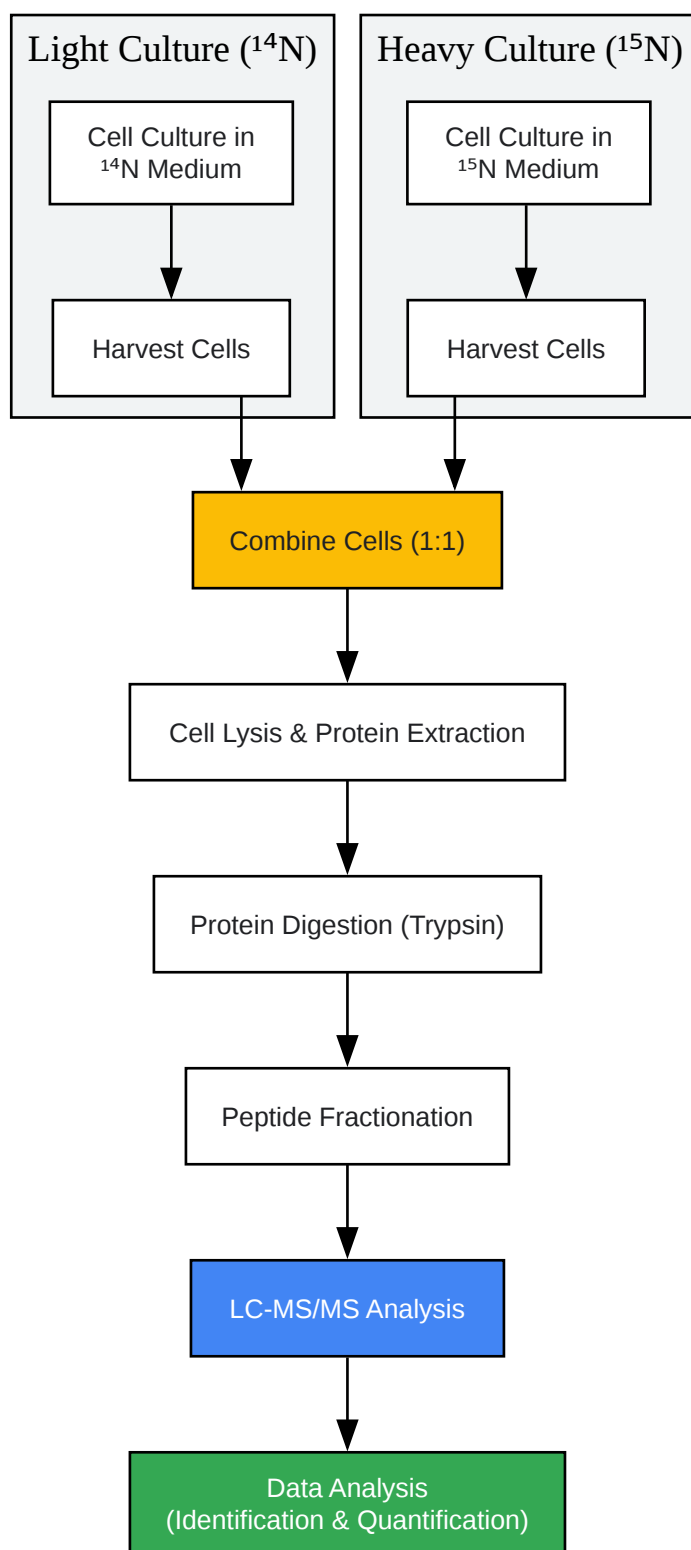 Light Culture (¹⁴N)
Cell Culture in
¹⁴N Medium
Harvest Cells
Heavy Culture (¹⁵N)
Cell Culture in
¹⁵N Medium
Harvest Cells
Combine Cells (1:1)
Cell Lysis & Protein Extraction
Protein Digestion (Trypsin)
Peptide Fractionation
LC-MS/MS Analysis
Data Analysis
(Identification & Quantification)